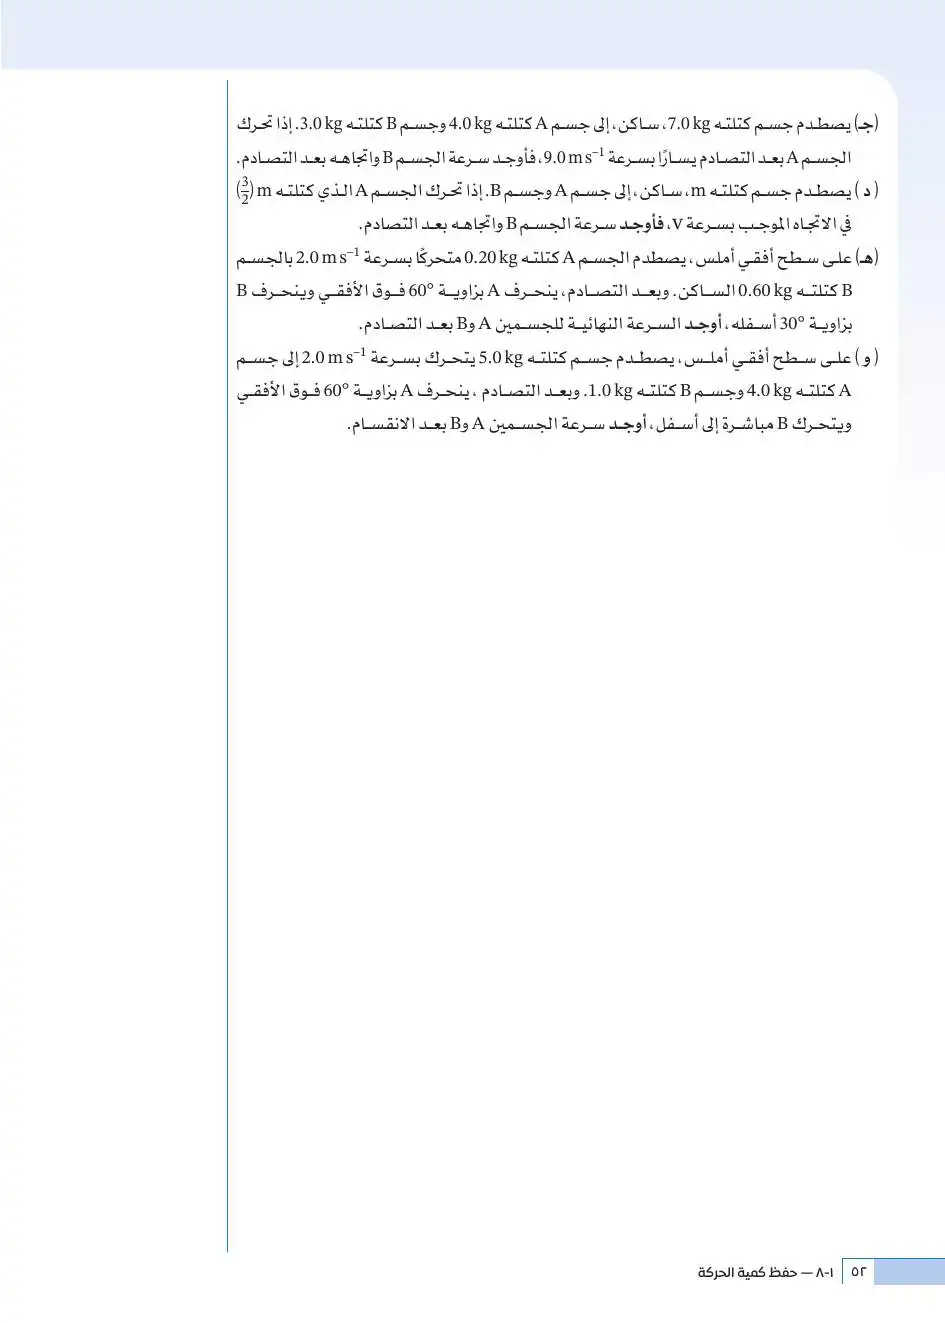 (جـ) يصطدم جسم كتلته 7.0 kg، ساكن، إلى جسم A كتلته 4.0 kg وجسم B كتلته 3.0 kg. إذا تحرك
الجسم A بعد التصادم يسارًا بسرعة 9.0 m s⁻¹، فأوجد سرعة الجسم B واتجاهه بعد التصادم.
( د ) يصطدم جسم كتلته m، ساكن، إلى جسم A وجسم B. إذا تحرك الجسم A الذي كتلته m (3/2)
في الاتجاه الموجب بسرعة v، فأوجد سرعة الجسم B واتجاهه بعد التصادم.
(هـ) على سطح أفقي أملس، يصطدم الجسم A كتلته 0.20 kg متحركًا بسرعة 2.0 m s⁻¹ بالجسم
B كتلته 0.60 kg الساكن. وبعد التصادم، ينحرف A بزاوية 60° فوق الأفقي وينحرف B
بزاوية 30° أسفله، أوجد السرعة النهائية للجسمين A وB بعد التصادم.
( و ) على سطح أفقي أملس، يصطدم جسم كتلته 5.0 kg يتحرك بسرعة 2.0 m s⁻¹ إلى جسم
A كتلته 4.0 kg وجسم B كتلته 1.0 kg. وبعد التصادم ، ينحرف A بزاوية 60° فوق الأفقي
ويتحرك B مباشرة إلى أسفل، أوجد سرعة الجسمين A وB بعد الانقسام.
٥٢ ١-٨ — حفظ كمية الحركة